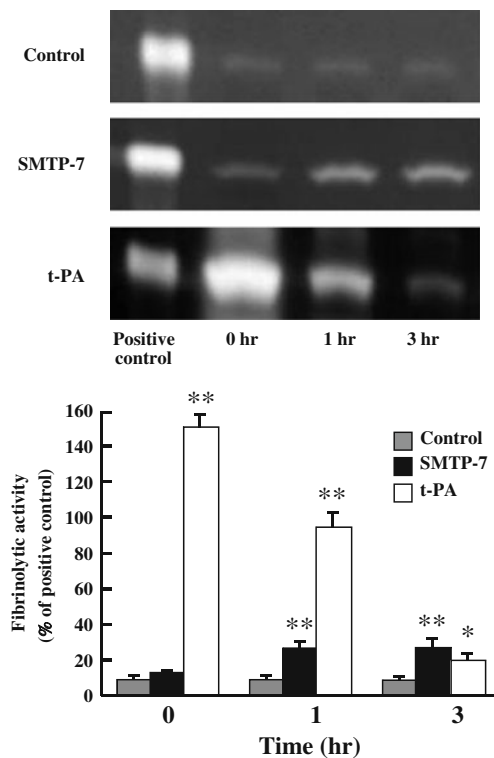 Control
SMTP-7
t-PA
Positive control
0 hr
1 hr
3 hr
Fibrinolytic activity
(% of positive control)
160
140
120
100
80
60
40
20
0
**
**
**
**
*
Control
SMTP-7
t-PA
0
1
3
Time (hr)